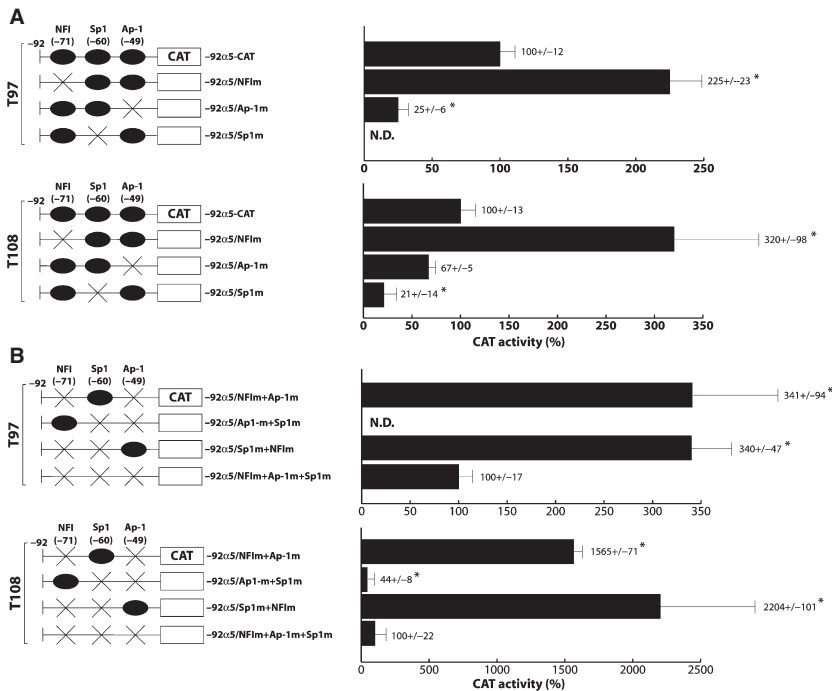 A
NFI Sp1 Ap-1
−92 (−71) (−60) (−49)
T97
CAT −92α5-CAT 100+/−12
−92α5/NFIm 225+/--23 *
−92α5/Ap-1m 25+/−6 *
−92α5/Sp1m N.D.
0 50 100 150 200 250
NFI Sp1 Ap-1
−92 (−71) (−60) (−49)
T108
CAT −92α5-CAT 100+/−13
−92α5/NFIm 320+/−98 *
−92α5/Ap-1m 67+/−5
−92α5/Sp1m 21+/−14 *
0 50 100 150 200 250 300 350
CAT activity (%)
B
NFI Sp1 Ap-1
−92 (−71) (−60) (−49)
T97
CAT −92α5/NFIm+Ap-1m 341+/−94 *
−92α5/Ap1-m+Sp1m N.D.
−92α5/Sp1m+NFIm 340+/−47 *
−92α5/NFIm+Ap-1m+Sp1m 100+/−17
0 50 100 150 200 250 300 350
NFI Sp1 Ap-1
−92 (−71) (−60) (−49)
T108
CAT −92α5/NFIm+Ap-1m 1565+/−71 *
−92α5/Ap1-m+Sp1m 44+/−8 *
−92α5/Sp1m+NFIm 2204+/−101 *
−92α5/NFIm+Ap-1m+Sp1m 100+/−22
0 500 1000 1500 2000 2500
CAT activity (%)